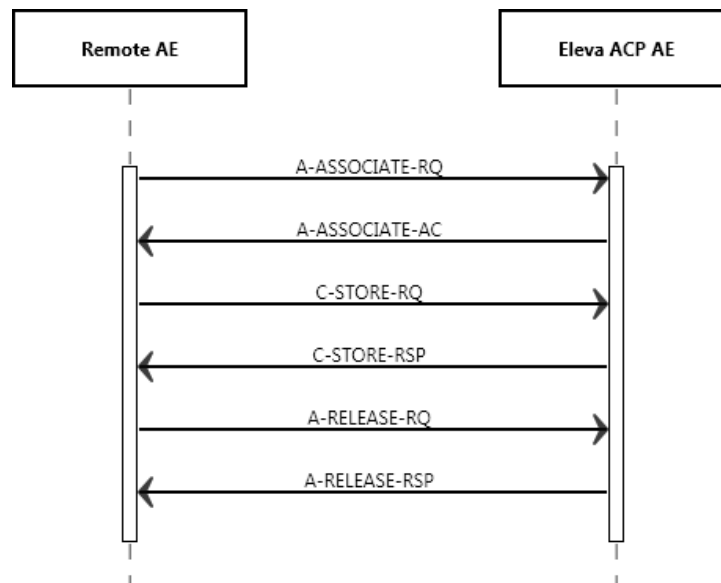 Remote AE
Eleva ACP AE
A-ASSOCIATE-RQ
A-ASSOCIATE-AC
C-STORE-RQ
C-STORE-RSP
A-RELEASE-RQ
A-RELEASE-RSP